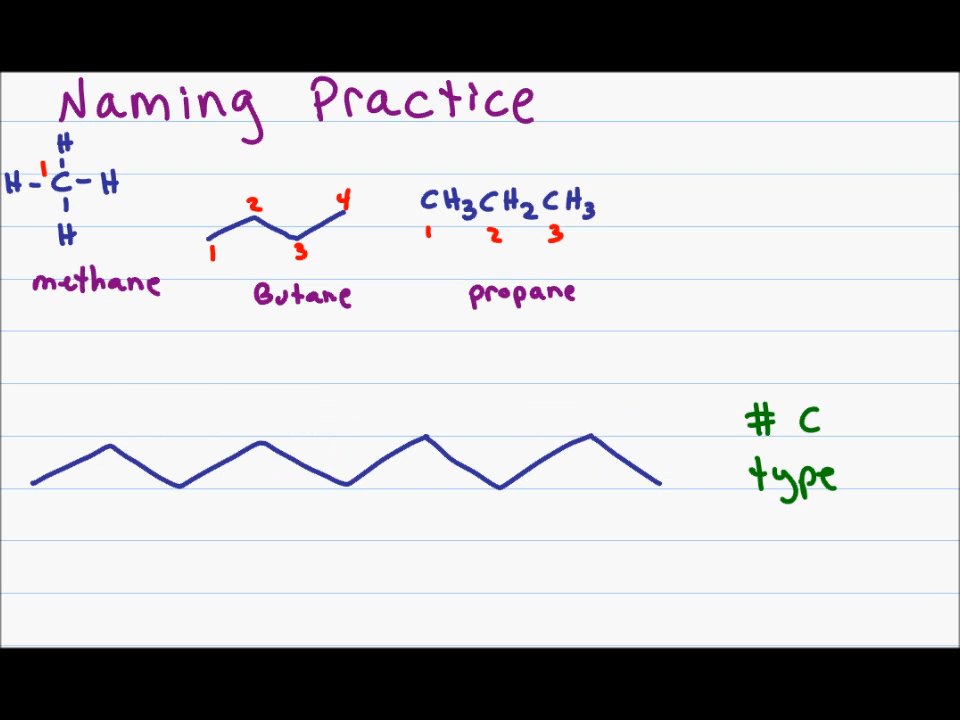 Naming Practice
H
1
H - C - H
H
methane
1 2 3 4
Butane
CH3CH2CH3
1 2 3
propane
# C
type